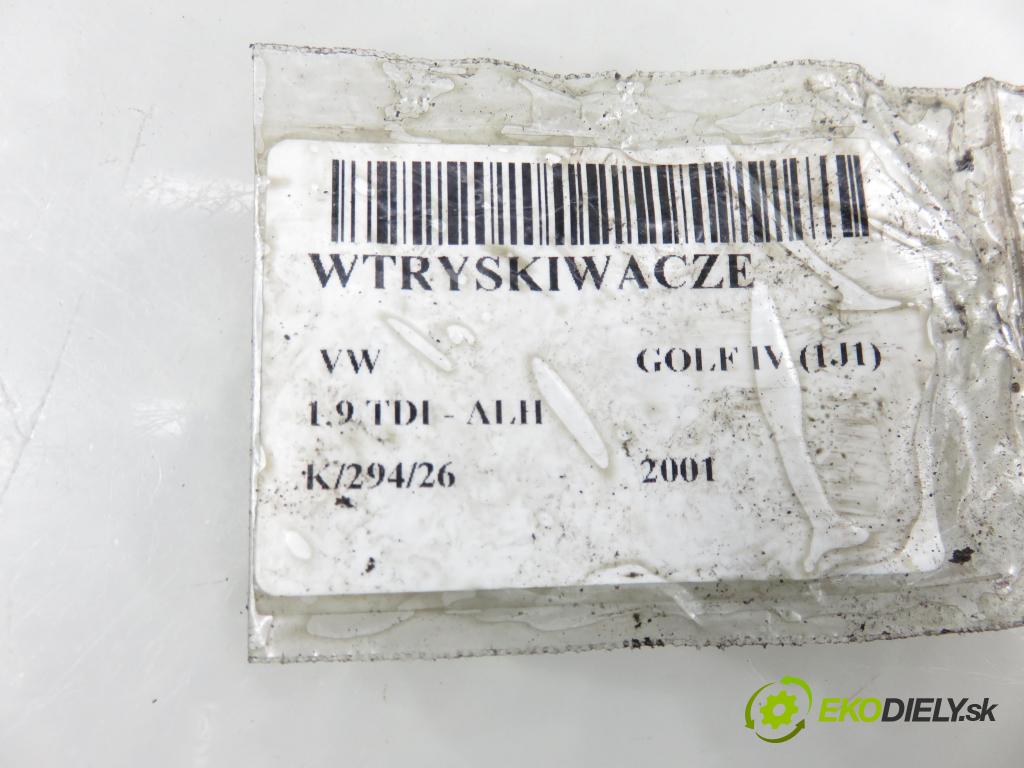 WTRYSKIWACZE
VW GOLF IV (1J1)
1.9 TDI - ALH
K/294/26 2001
EKODIELY.sk